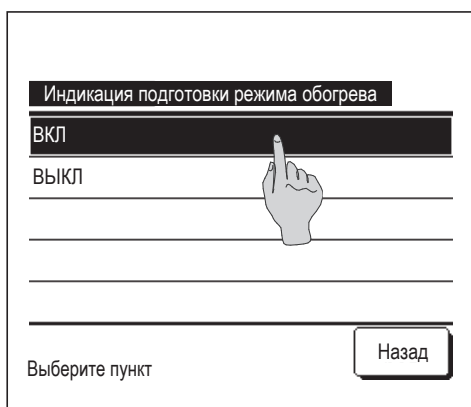 Индикация подготовки режима обогрева
ВКЛ
ВЫКЛ
Назад
Выберите пункт